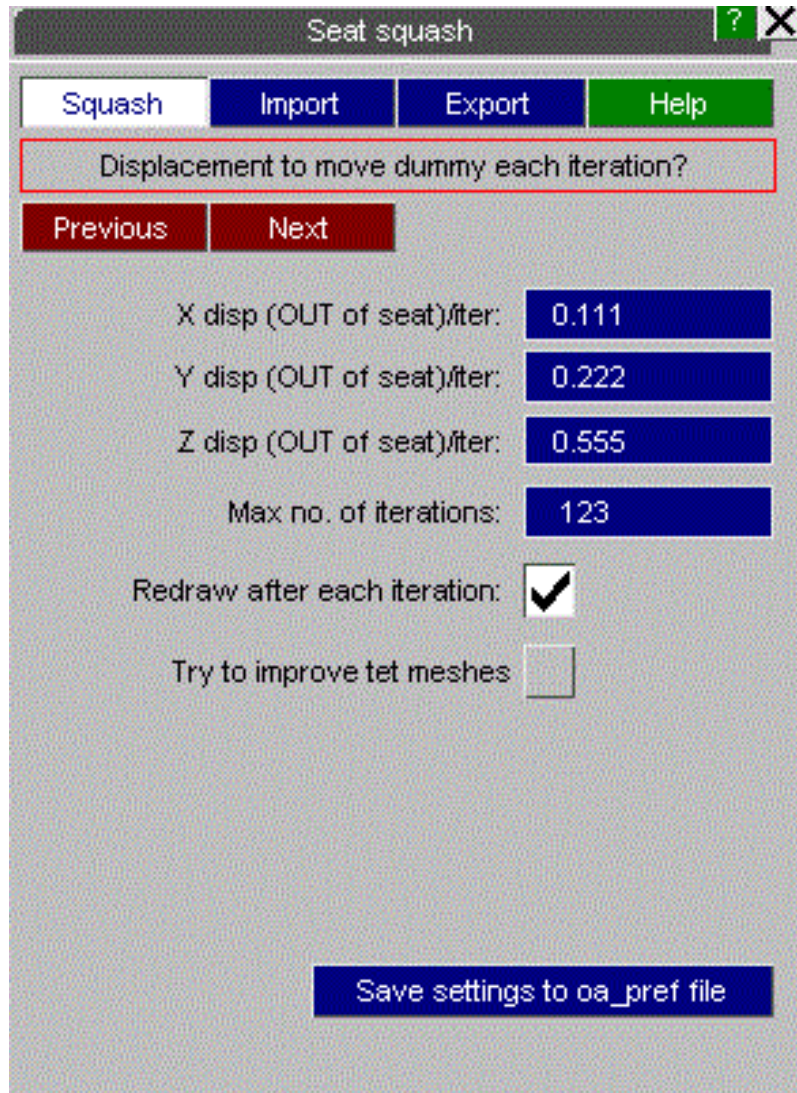 Seat squash ?
Squash Import Export Help
Displacement to move dummy each iteration?
Previous Next
X disp (OUT of seat)/iter: 0.111
Y disp (OUT of seat)/iter: 0.222
Z disp (OUT of seat)/iter: 0.555
Max no. of iterations: 123
Redraw after each iteration:
Try to improve tet meshes
Save settings to oa_pref file